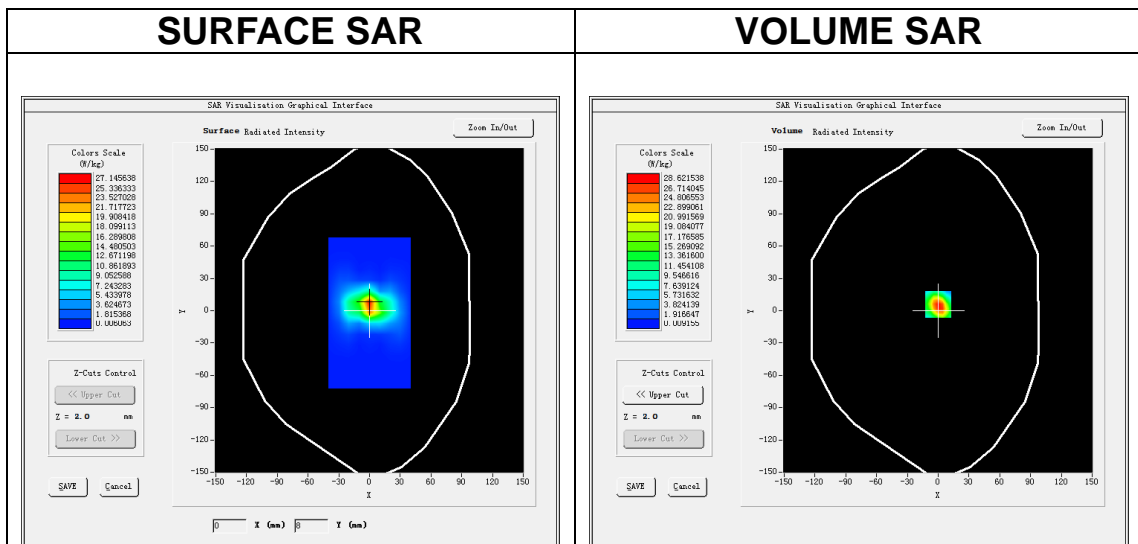 SURFACE SAR
VOLUME SAR
SAR Visualisation Graphical Interface
Surface Radiated Intensity
Zoom In/Out
Colors Scale
(W/kg)
27.145638
25.336333
23.527028
21.717723
19.908418
18.099113
16.289808
14.480503
12.671198
10.861893
9.052588
7.243283
5.433978
3.624673
1.815368
0.006063
Z-Cuts Control
<< Upper Cut
Z = 2.0 mm
Lower Cut >>
SAVE
Cancel
150
120
90
60
30
0
-30
-60
-90
-120
-150
Y
-150 -120 -90 -60 -30 0 30 60 90 120 150
X
0 X (mm) 8 Y (mm)
SAR Visualisation Graphical Interface
Volume Radiated Intensity
Zoom In/Out
Colors Scale
(W/kg)
28.621538
26.714045
24.806553
22.899061
20.991569
19.084077
17.176585
15.269092
13.361600
11.454108
9.546616
7.639124
5.731632
3.824139
1.916647
0.009155
Z-Cuts Control
<< Upper Cut
Z = 2.0 mm
Lower Cut >>
SAVE
Cancel
150
120
90
60
30
0
-30
-60
-90
-120
-150
Y
-150 -120 -90 -60 -30 0 30 60 90 120 150
X